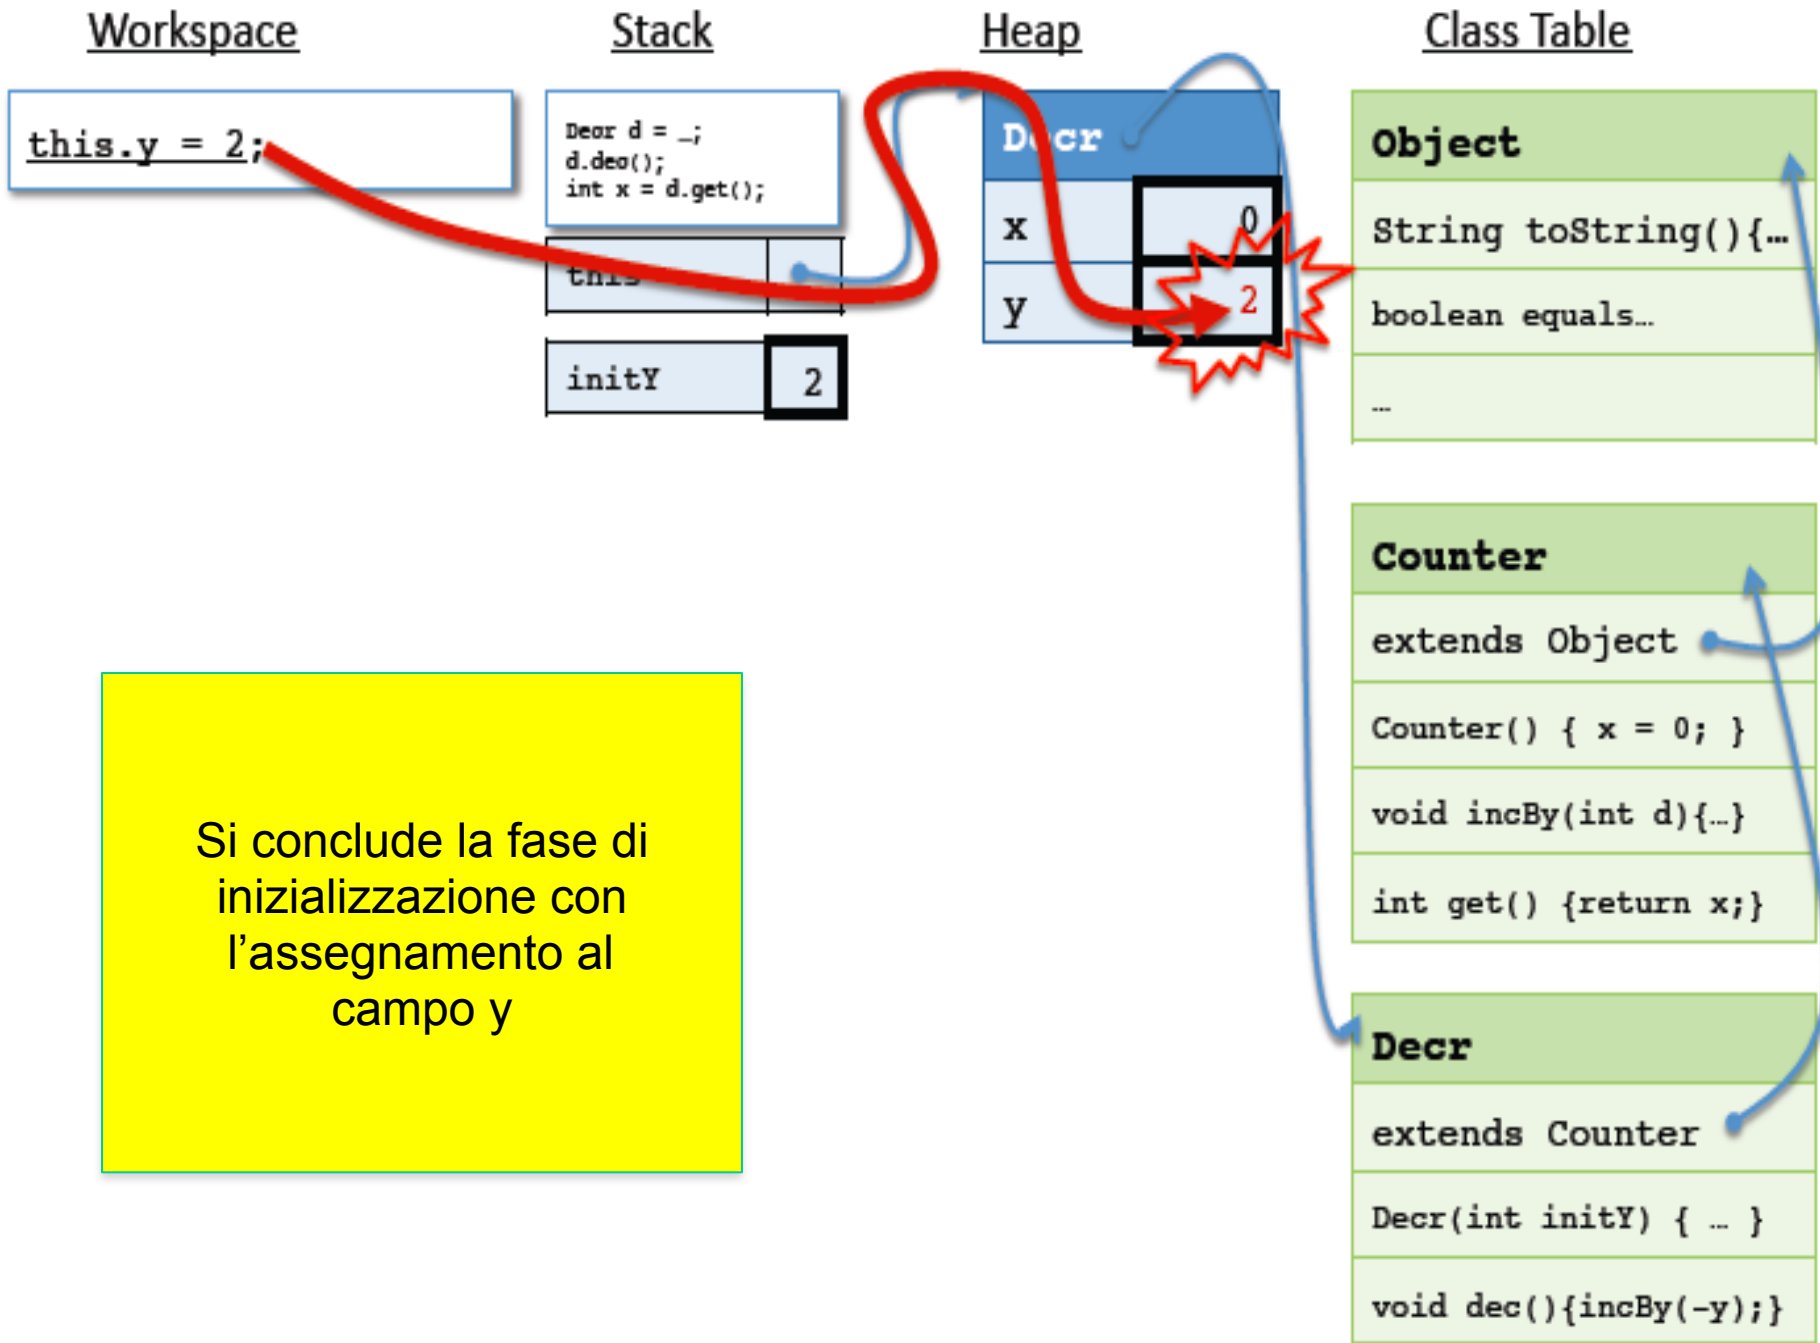 Workspace
Stack
Heap
Class Table
this.y = 2;
Decr d = _;
d.dec();
int x = d.get();
this
initY
2
Decr
x
0
y
2
Object
String toString(){…
boolean equals…
…
Counter
extends Object
Counter() { x = 0; }
void incBy(int d){…}
int get() {return x;}
Decr
extends Counter
Decr(int initY) { … }
void dec(){incBy(-y);}
Si conclude la fase di
inizializzazione con
l’assegnamento al
campo y